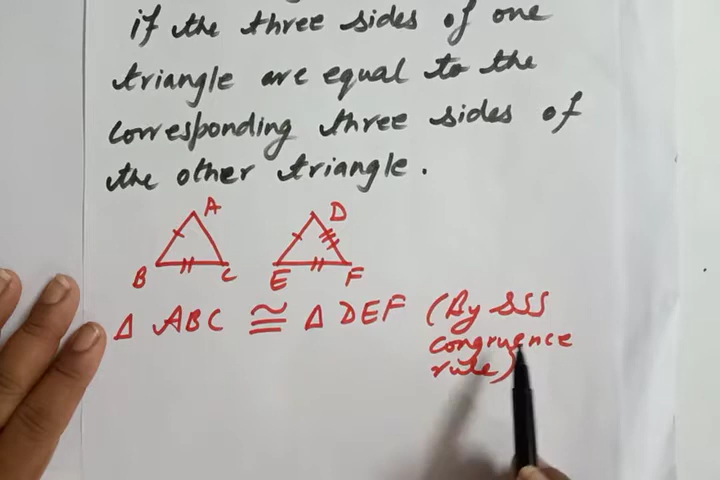 if the three sides of one
triangle are equal to the
corresponding three sides of
the other triangle.
A D
B C E F
Δ ABC ≅ Δ DEF (By SSS
congruence
rule)